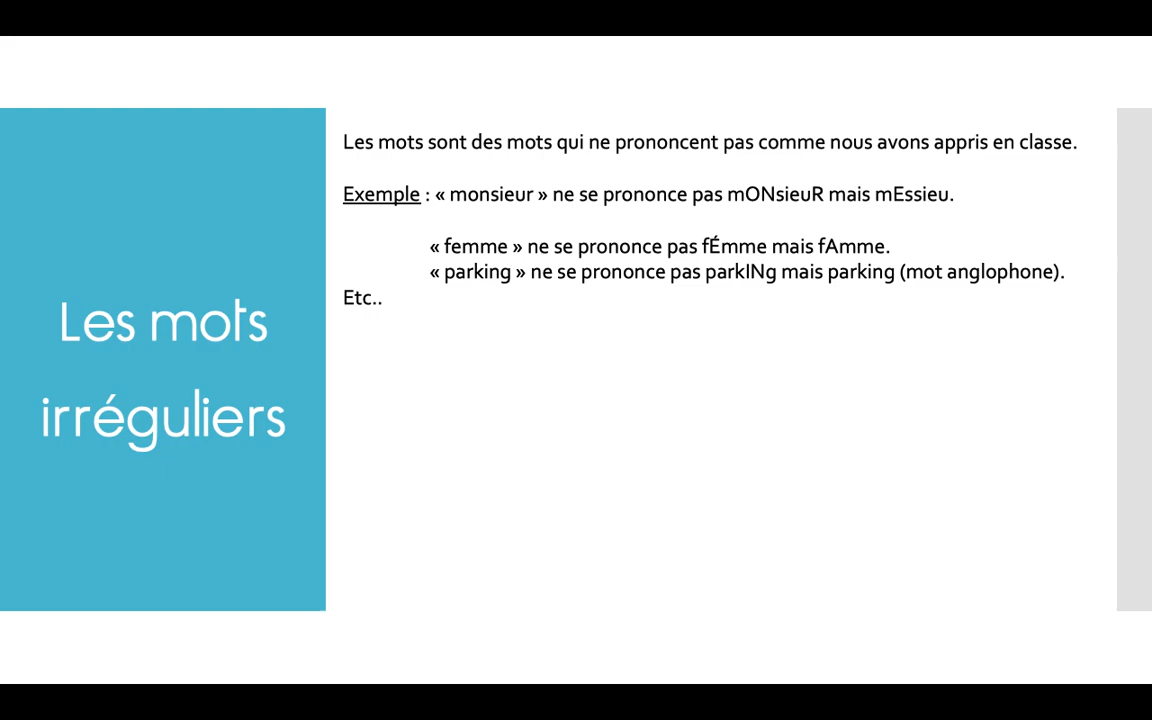 Les mots
irréguliers
Les mots sont des mots qui ne prononcent pas comme nous avons appris en classe.
Exemple : « monsieur » ne se prononce pas mONsieuR mais mEssieu.
« femme » ne se prononce pas fÉmme mais fAmme.
« parking » ne se prononce pas parkINg mais parking (mot anglophone).
Etc..